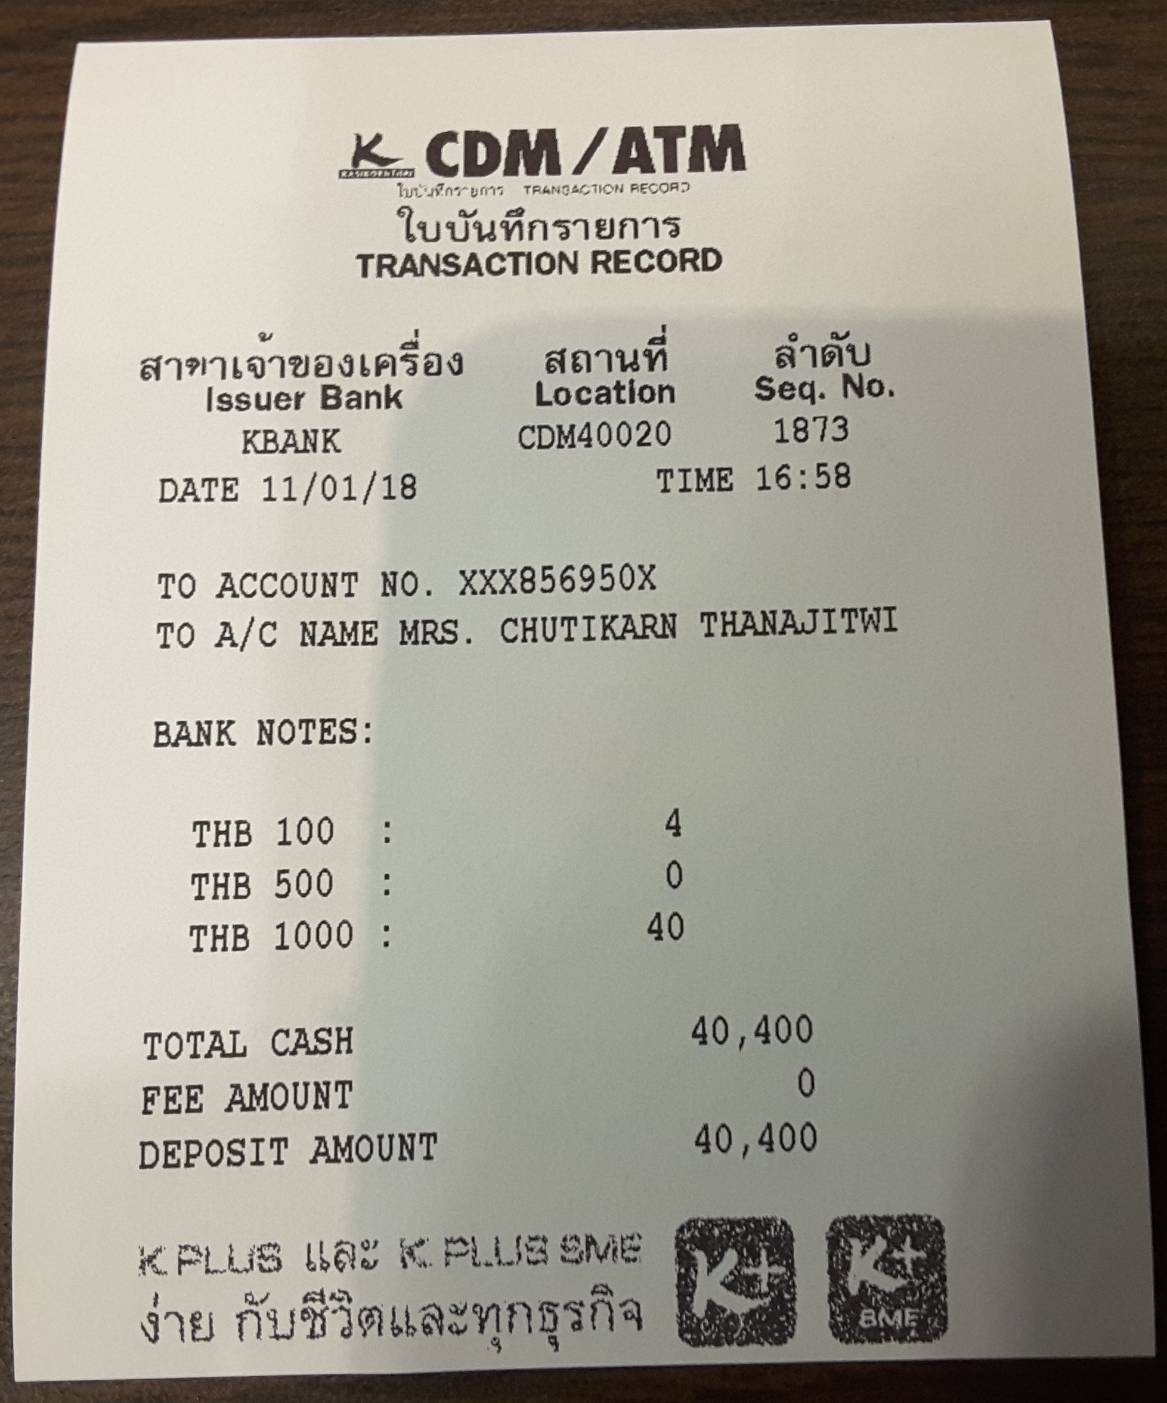 K CDM/ATM
KASIKORNTHAI
ใบบันทึกรายการ TRANSACTION RECORD
ใบบันทึกรายการ
TRANSACTION RECORD
สาขาเจ้าของเครื่อง สถานที่ ลำดับ
Issuer Bank Location Seq. No.
KBANK CDM40020 1873
DATE 11/01/18 TIME 16:58
TO ACCOUNT NO. XXX856950X
TO A/C NAME MRS. CHUTIKARN THANAJITWI
BANK NOTES:
THB 100 : 4
THB 500 : 0
THB 1000 : 40
TOTAL CASH 40,400
FEE AMOUNT 0
DEPOSIT AMOUNT 40,400
K PLUS และ K PLUS SME K+ K+
ง่าย กับชีวิตและทุกธุรกิจ SME